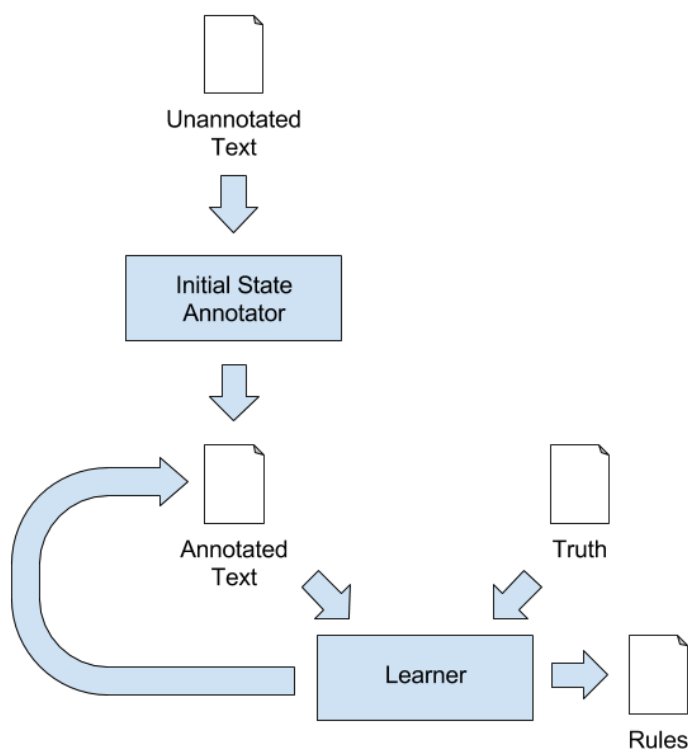 Unannotated
Text
Initial State
Annotator
Annotated
Text
Truth
Learner
Rules